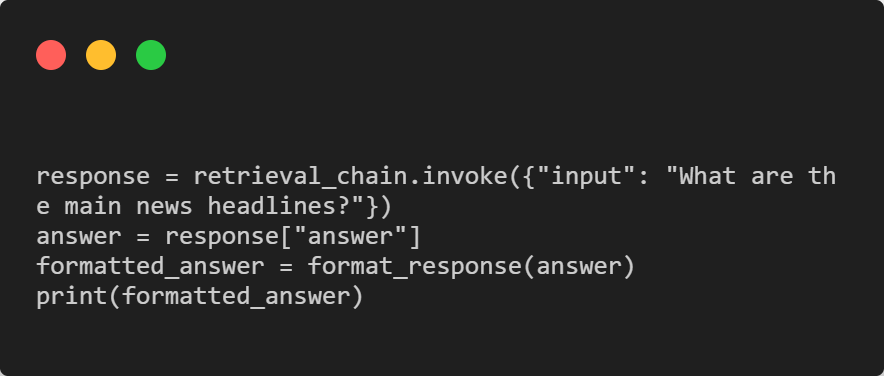 response = retrieval_chain.invoke({"input": "What are th
e main news headlines?"})
answer = response["answer"]
formatted_answer = format_response(answer)
print(formatted_answer)